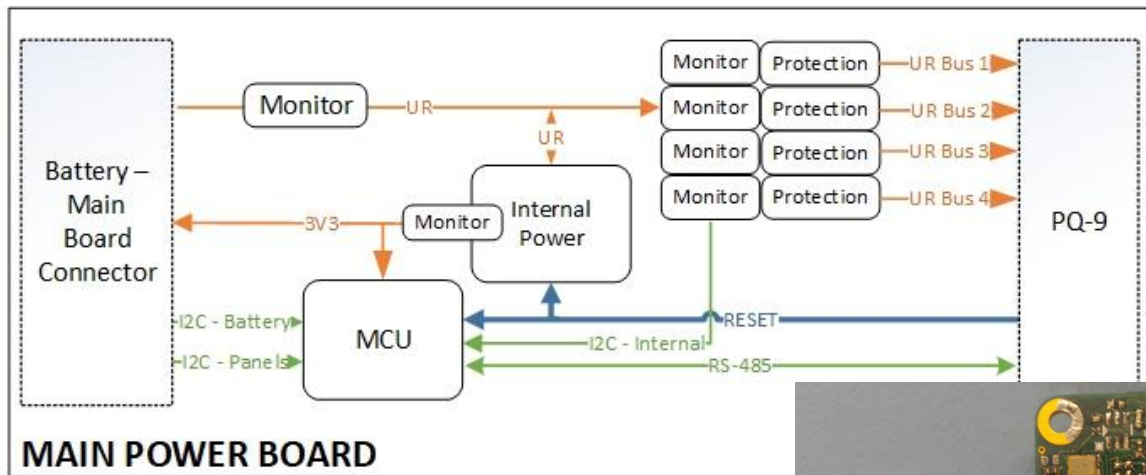 Monitor Protection UR Bus 1
Monitor UR Monitor Protection UR Bus 2
UR
Monitor Protection UR Bus 3
Battery –
Main
Board
Connector
Internal
Power
Monitor Protection UR Bus 4
3V3 Monitor
PQ-9
I2C - Battery
MCU
RESET
I2C - Internal
I2C - Panels
RS-485
MAIN POWER BOARD